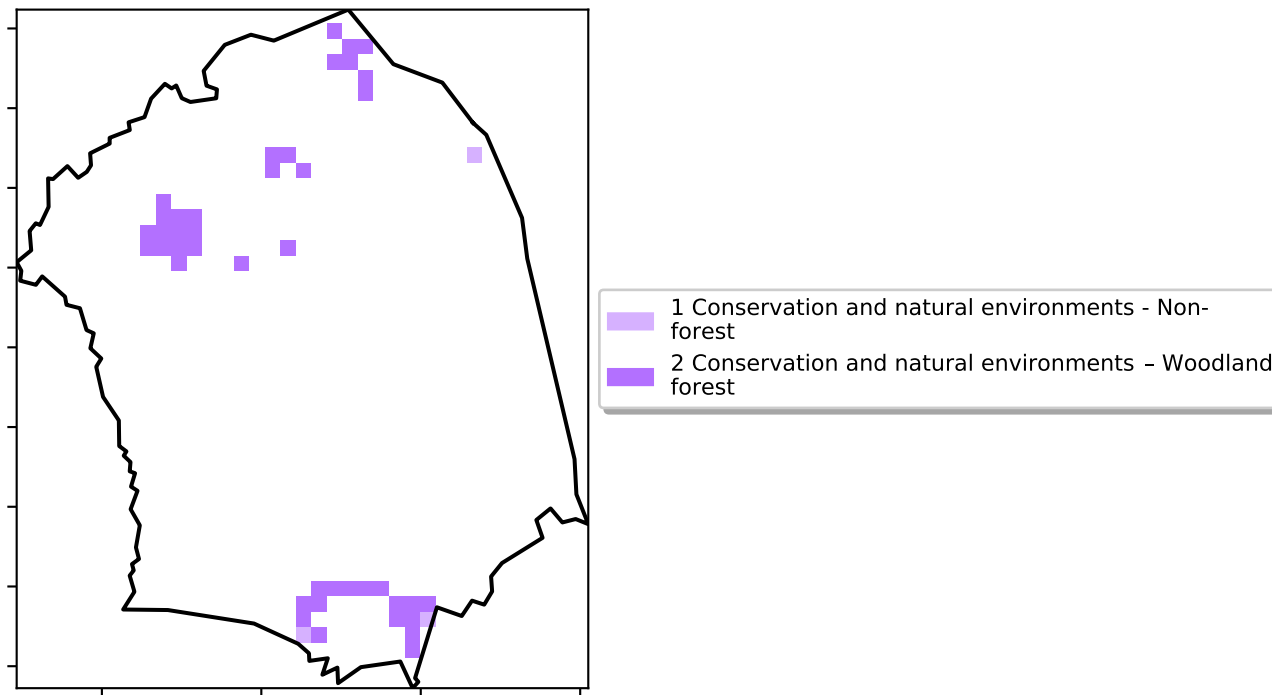 1 Conservation and natural environments - Non-
forest
2 Conservation and natural environments – Woodland
forest